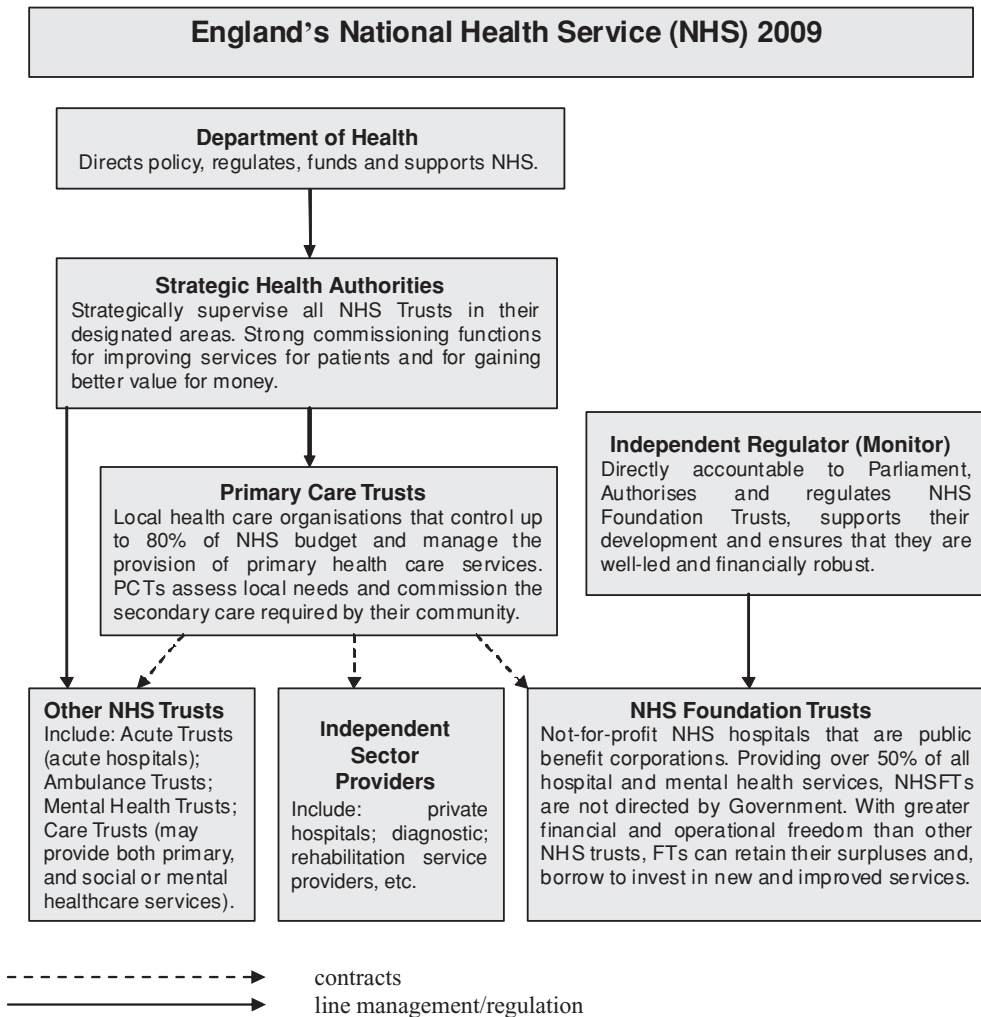 England's National Health Service (NHS) 2009
Department of Health
Directs policy, regulates, funds and supports NHS.
Strategic Health Authorities
Strategically supervise all NHS Trusts in their
designated areas. Strong commissioning functions
for improving services for patients and for gaining
better value for money.
Independent Regulator (Monitor)
Directly accountable to Parliament,
Authorises and regulates NHS
Foundation Trusts, supports their
development and ensures that they are
well-led and financially robust.
Primary Care Trusts
Local health care organisations that control up
to 80% of NHS budget and manage the
provision of primary health care services.
PCTs assess local needs and commission the
secondary care required by their community.
Other NHS Trusts
Include: Acute Trusts
(acute hospitals);
Ambulance Trusts;
Mental Health Trusts;
Care Trusts (may
provide both primary,
and social or mental
healthcare services).
Independent
Sector
Providers
Include: private
hospitals; diagnostic;
rehabilitation service
providers, etc.
NHS Foundation Trusts
Not-for-profit NHS hospitals that are public
benefit corporations. Providing over 50% of all
hospital and mental health services, NHSFTs
are not directed by Government. With greater
financial and operational freedom than other
NHS trusts, FTs can retain their surpluses and,
borrow to invest in new and improved services.
contracts
line management/regulation